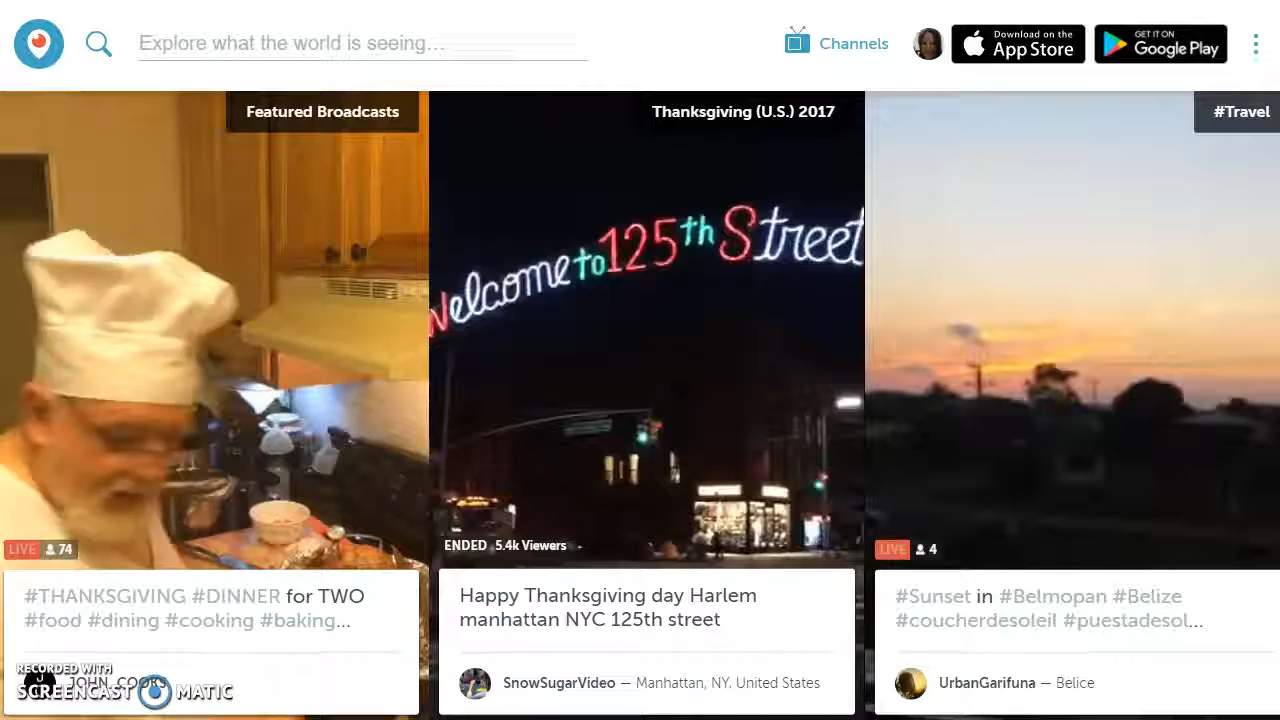 Explore what the world is seeing...
Channels
Download on the
App Store
GET IT ON
Google Play
Featured Broadcasts
Thanksgiving (U.S.) 2017
#Travel
Welcome to 125th Street
LIVE 74
ENDED 5.4k Viewers
LIVE 4
#THANKSGIVING #DINNER for TWO
#food #dining #cooking #baking...
Happy Thanksgiving day Harlem
manhattan NYC 125th street
#Sunset in #Belmopan #Belize
#coucherdesoleil #puestadesol...
RECORDED WITH
SCREENCAST MATIC
J
JOHN_COOKS
SnowSugarVideo — Manhattan, NY, United States
UrbanGarifuna — Belice